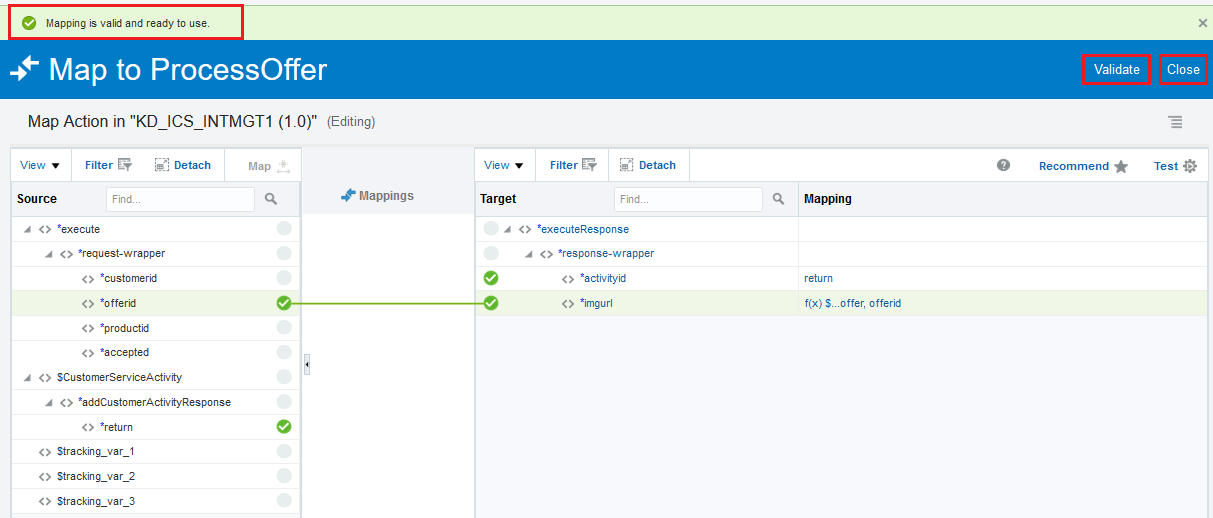 Mapping is valid and ready to use.
Map to ProcessOffer
Validate
Close
Map Action in "KD_ICS_INTMGT1 (1.0)" (Editing)
View Filter Detach Map
Mappings
View Filter Detach Recommend Test
Source Find...
Target Find... Mapping
*execute
*request-wrapper
*customerid
*offerid
*productid
*accepted
$CustomerServiceActivity
*addCustomerActivityResponse
*return
$tracking_var_1
$tracking_var_2
$tracking_var_3
*executeResponse
*response-wrapper
*activityid return
*imgurl f(x) $...offer, offerid